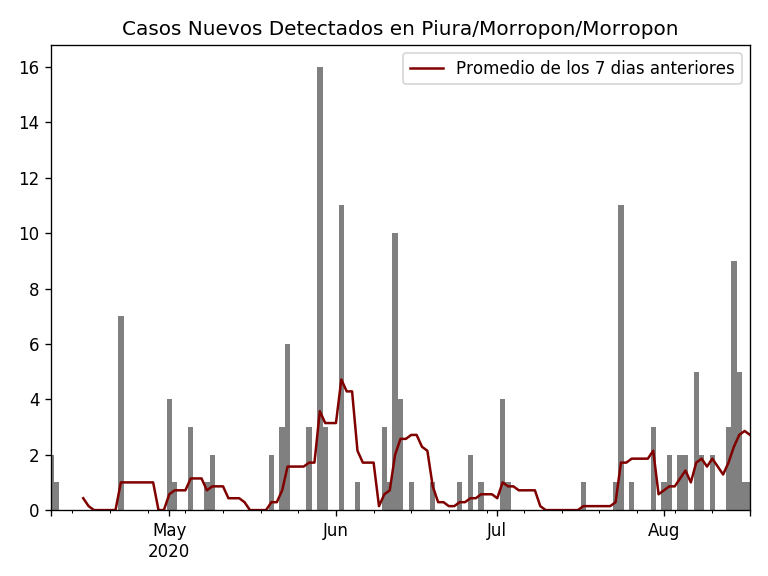 Casos Nuevos Detectados en Piura/Morropon/Morropon
Promedio de los 7 dias anteriores
16
14
12
10
8
6
4
2
0
May
2020
Jun
Jul
Aug